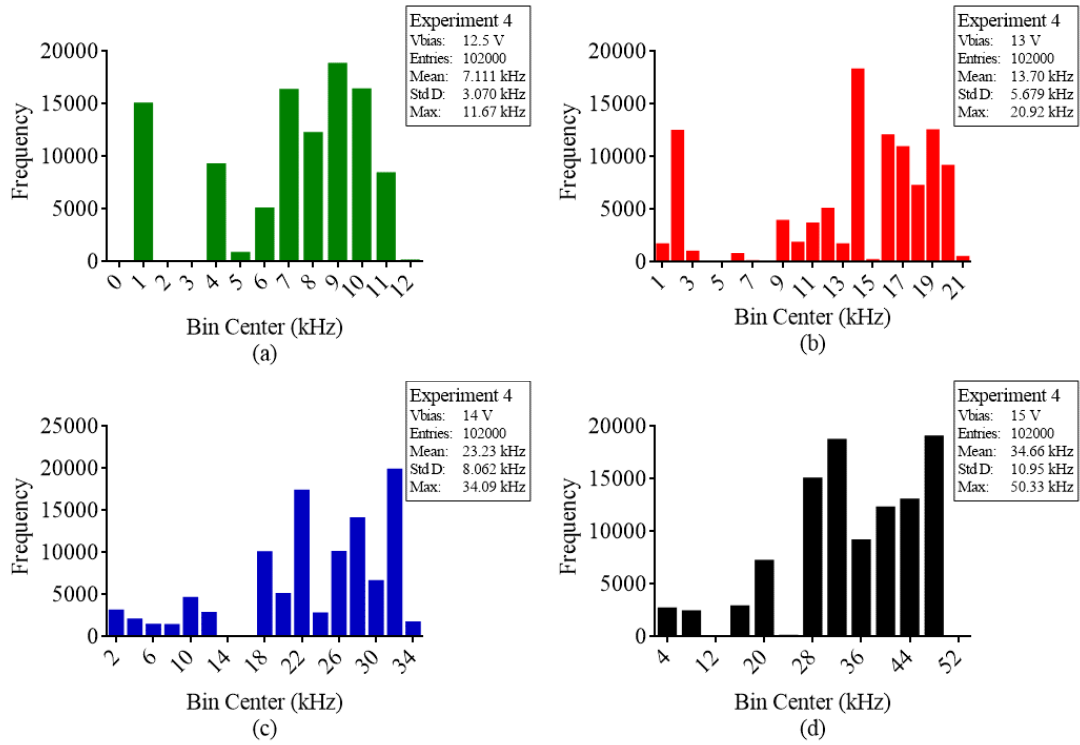 Experiment 4
Vbias: 12.5 V
Entries: 102000
Mean: 7.111 kHz
Std D: 3.070 kHz
Max: 11.67 kHz
20000
15000
10000
5000
0
Frequency
0 1 2 3 4 5 6 7 8 9 10 11 12
Bin Center (kHz)
(a)
Experiment 4
Vbias: 13 V
Entries: 102000
Mean: 13.70 kHz
Std D: 5.679 kHz
Max: 20.92 kHz
20000
15000
10000
5000
0
Frequency
1 3 5 7 9 11 13 15 17 19 21
Bin Center (kHz)
(b)
Experiment 4
Vbias: 14 V
Entries: 102000
Mean: 23.23 kHz
Std D: 8.062 kHz
Max: 34.09 kHz
25000
20000
15000
10000
5000
0
Frequency
2 6 10 14 18 22 26 30 34
Bin Center (kHz)
(c)
Experiment 4
Vbias: 15 V
Entries: 102000
Mean: 34.66 kHz
Std D: 10.95 kHz
Max: 50.33 kHz
20000
15000
10000
5000
0
Frequency
4 12 20 28 36 44 52
Bin Center (kHz)
(d)